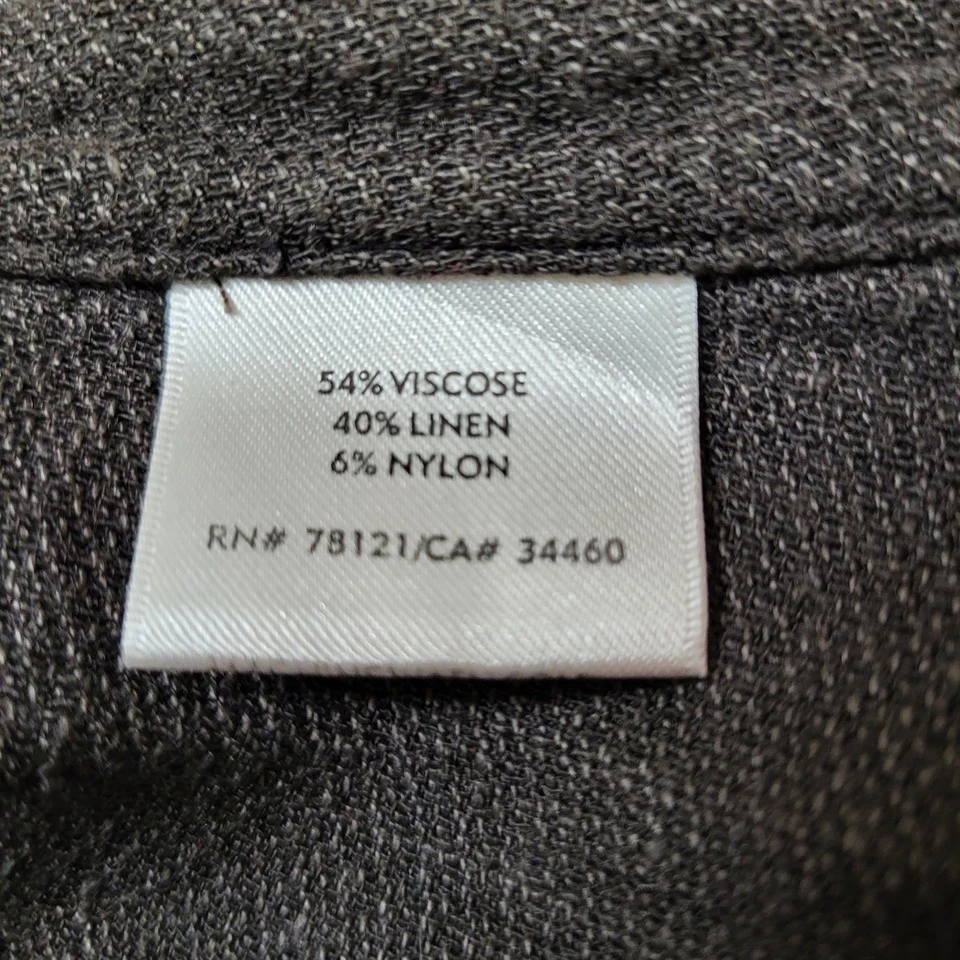 54% VISCOSE
40% LINEN
6% NYLON
RN# 78121/CA# 34460